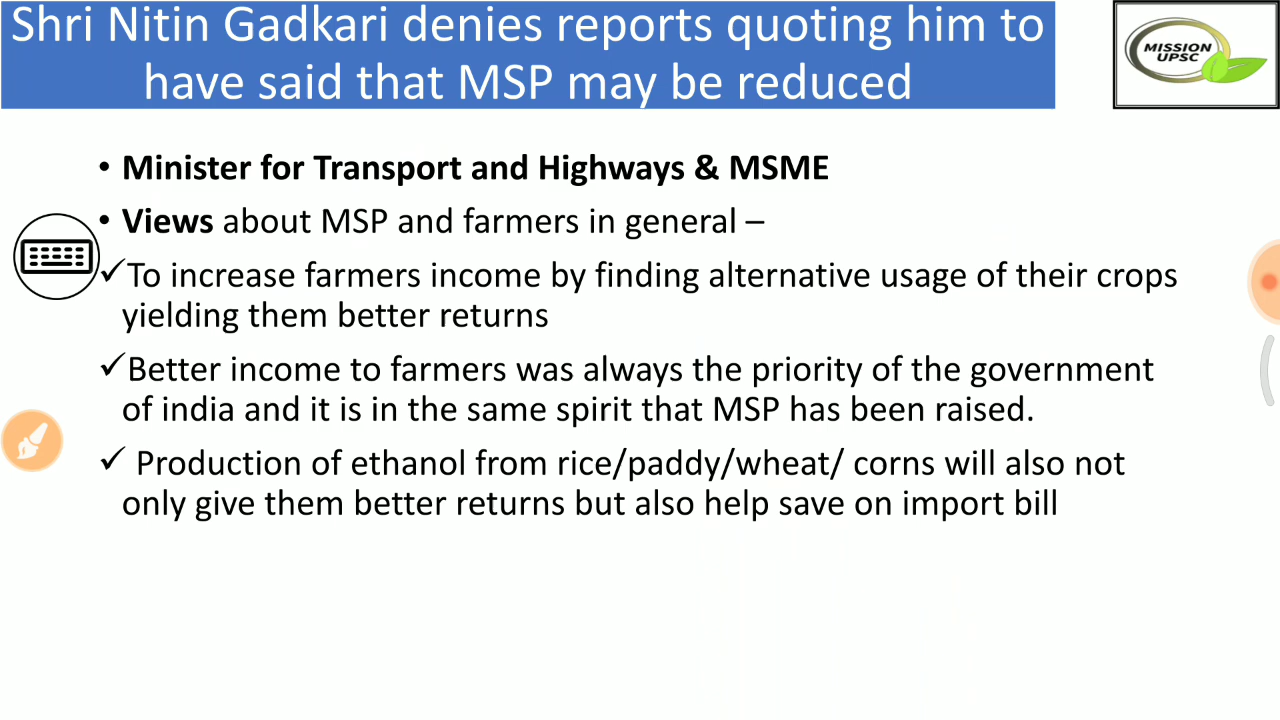 Shri Nitin Gadkari denies reports quoting him to
have said that MSP may be reduced
MISSION
UPSC
• Minister for Transport and Highways & MSME
• Views about MSP and farmers in general –
✓To increase farmers income by finding alternative usage of their crops
yielding them better returns
✓Better income to farmers was always the priority of the government
of india and it is in the same spirit that MSP has been raised.
✓ Production of ethanol from rice/paddy/wheat/ corns will also not
only give them better returns but also help save on import bill